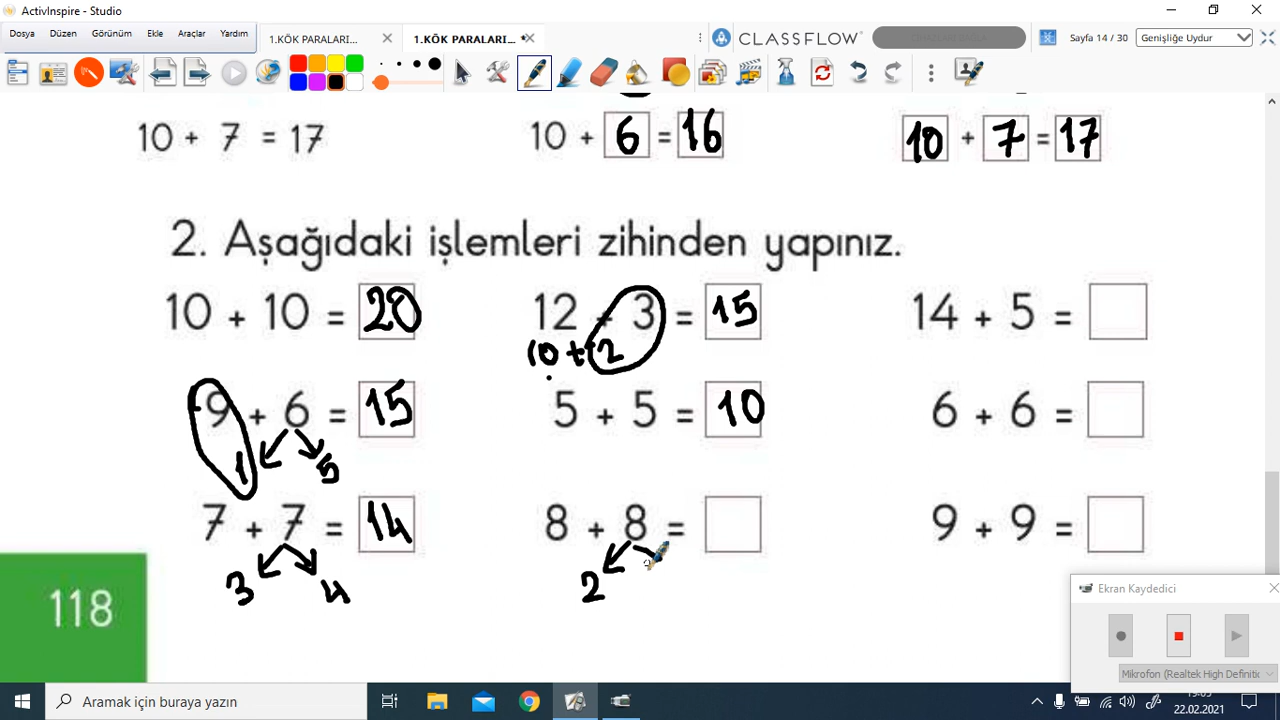 ActivInspire - Studio
Dosya Düzen Görünüm Ekle Araçlar Yardım
1.KÖK PARALARI... 1.KÖK PARALARI ... *
CLASSFLOW
Sayfa 14 / 30
Genişliğe Uydur
10 + 7 = 17 10 + 6 = 16 10 + 7 = 17
2. Aşağıdaki işlemleri zihinden yapınız.
10 + 10 = 20 12 + 3 = 15 14 + 5 =
10 + 2
9 + 6 = 15 5 + 5 = 10 6 + 6 =
1 5
7 + 7 = 14 8 + 8 = 9 + 9 =
3 4 2
118
Ekran Kaydedici
Mikrofon (Realtek High Definitic
Aramak için buraya yazın
22.02.2021